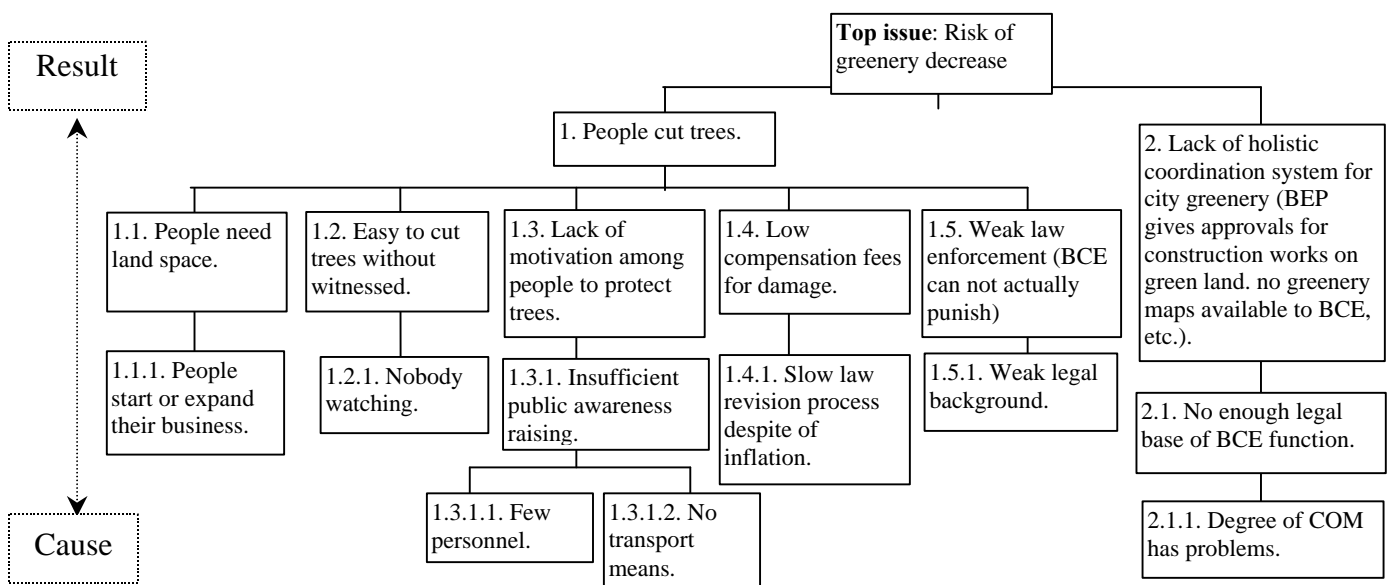 Result
Top issue: Risk of
greenery decrease
1. People cut trees.
2. Lack of holistic
coordination system for
city greenery (BEP
gives approvals for
construction works on
green land. no greenery
maps available to BCE,
etc.).
1.1. People need
land space.
1.2. Easy to cut
trees without
witnessed.
1.3. Lack of
motivation among
people to protect
trees.
1.4. Low
compensation fees
for damage.
1.5. Weak law
enforcement (BCE
can not actually
punish)
1.1.1. People
start or expand
their business.
1.2.1. Nobody
watching.
1.3.1. Insufficient
public awareness
raising.
1.4.1. Slow law
revision process
despite of
inflation.
1.5.1. Weak legal
background.
2.1. No enough legal
base of BCE function.
1.3.1.1. Few
personnel.
1.3.1.2. No
transport
means.
2.1.1. Degree of COM
has problems.
Cause